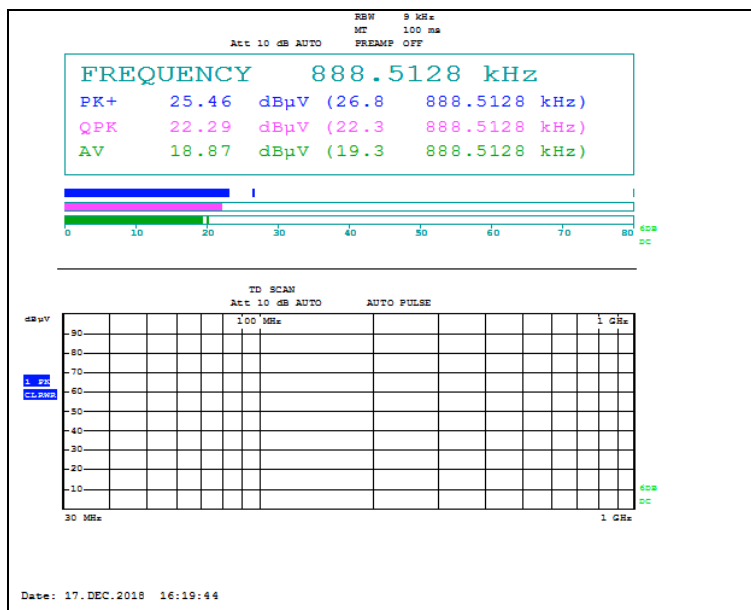 RBW 9 kHz
MT 100 ms
Att 10 dB AUTO PREAMP OFF
FREQUENCY 888.5128 kHz
PK+ 25.46 dBµV (26.8 888.5128 kHz)
QPK 22.29 dBµV (22.3 888.5128 kHz)
AV 18.87 dBµV (19.3 888.5128 kHz)
0 10 20 30 40 50 60 70 80
6DB
DC
TD SCAN
Att 10 dB AUTO AUTO PULSE
dBµV
100 MHz 1 GHz
90
80
70
1 PK
60
CLRWR
50
40
30
20
10
6DB
DC
30 MHz 1 GHz
Date: 17.DEC.2018 16:19:44